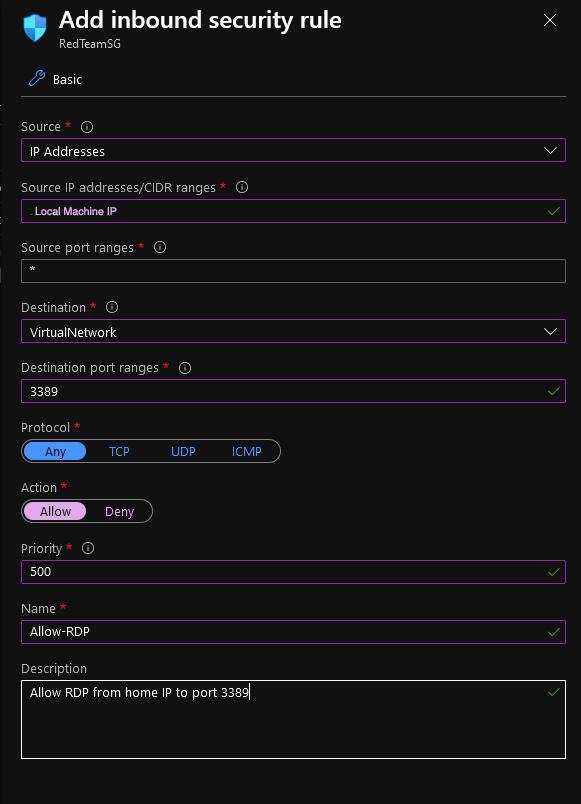 Add inbound security rule
RedTeamSG
Basic
Source *
IP Addresses
Source IP addresses/CIDR ranges *
. Local Machine IP
Source port ranges *
*
Destination *
VirtualNetwork
Destination port ranges *
3389
Protocol *
Any TCP UDP ICMP
Action *
Allow Deny
Priority *
500
Name *
Allow-RDP
Description
Allow RDP from home IP to port 3389